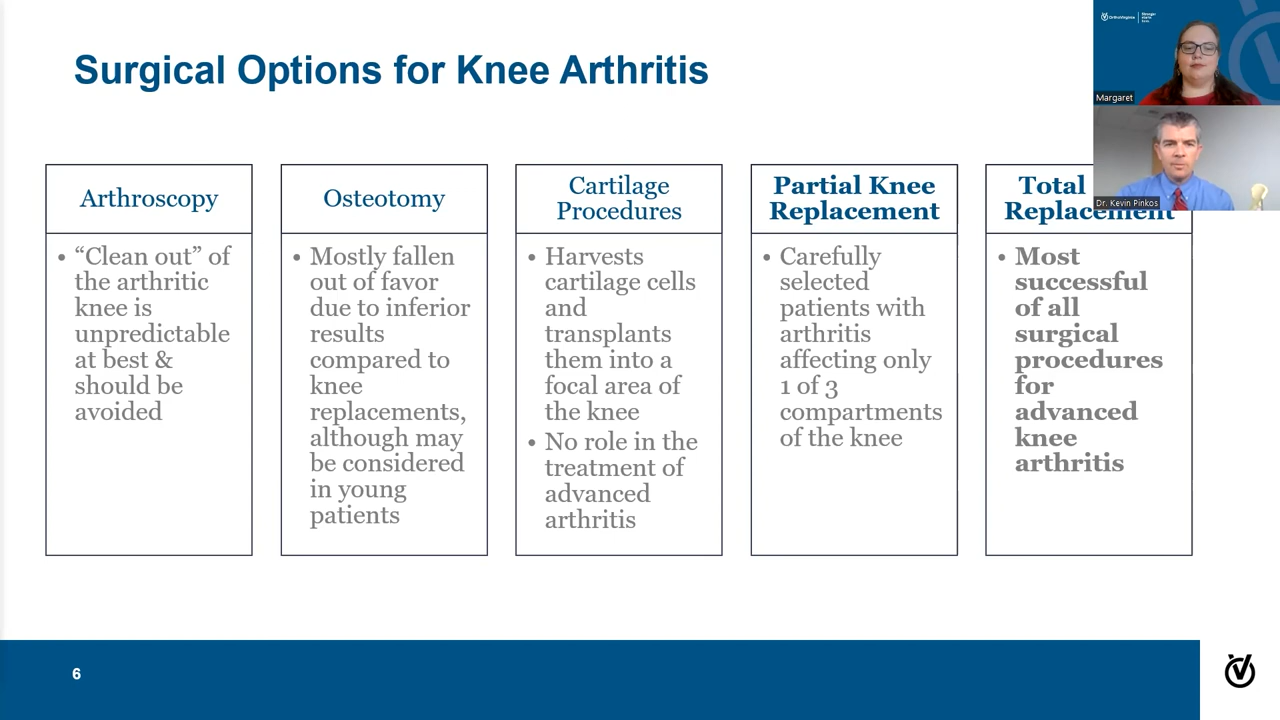 Surgical Options for Knee Arthritis
OrthoVirginia
Margaret
Dr. Kevin Pinkos
Arthroscopy
• “Clean out” of
the arthritic
knee is
unpredictable
at best &
should be
avoided
Osteotomy
• Mostly fallen
out of favor
due to inferior
results
compared to
knee
replacements,
although may
be considered
in young
patients
Cartilage
Procedures
• Harvests
cartilage cells
and
transplants
them into a
focal area of
the knee
• No role in the
treatment of
advanced
arthritis
Partial Knee
Replacement
• Carefully
selected
patients with
arthritis
affecting only
1 of 3
compartments
of the knee
Total
Replacement
• Most
successful
of all
surgical
procedures
for
advanced
knee
arthritis
6